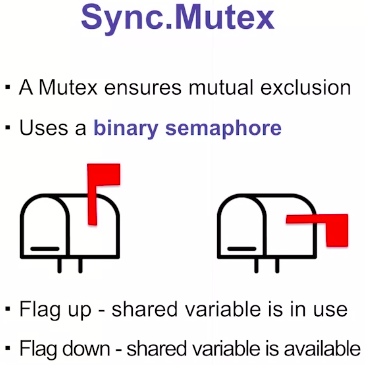 Sync.Mutex
· A Mutex ensures mutual exclusion
· Uses a binary semaphore
· Flag up - shared variable is in use
· Flag down - shared variable is available